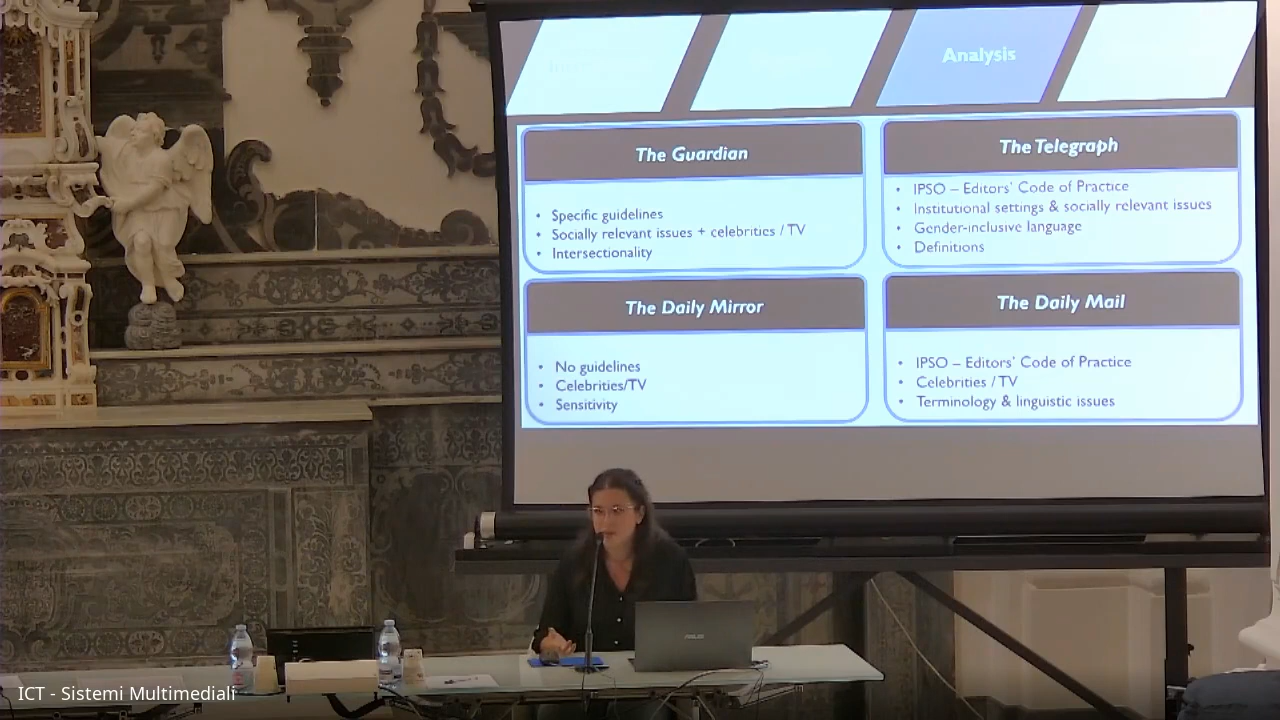 Analysis
The Guardian
• Specific guidelines
• Socially relevant issues + celebrities / TV
• Intersectionality
The Telegraph
• IPSO – Editors' Code of Practice
• Institutional settings & socially relevant issues
• Gender-inclusive language
• Definitions
The Daily Mirror
• No guidelines
• Celebrities/TV
• Sensitivity
The Daily Mail
• IPSO – Editors' Code of Practice
• Celebrities / TV
• Terminology & linguistic issues
ASUS
ICT - Sistemi Multimediali